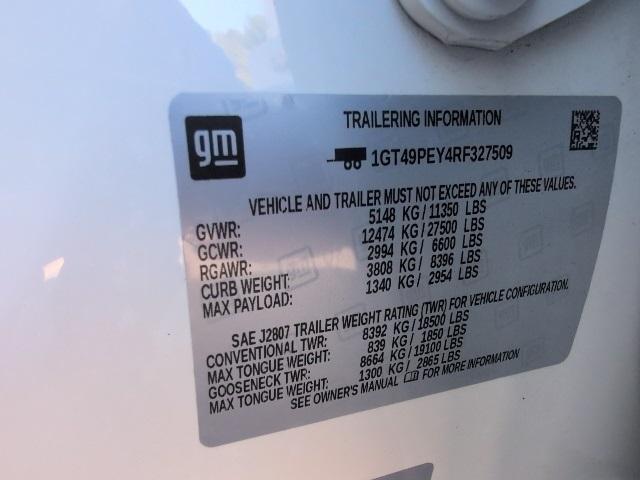 gm
TRAILERING INFORMATION
1GT49PEY4RF327509
VEHICLE AND TRAILER MUST NOT EXCEED ANY OF THESE VALUES.
GVWR: 5148 KG / 11350 LBS
GCWR: 12474 KG / 27500 LBS
RGAWR: 2994 KG / 6600 LBS
CURB WEIGHT: 3808 KG / 8396 LBS
MAX PAYLOAD: 1340 KG / 2954 LBS
SAE J2807 TRAILER WEIGHT RATING (TWR) FOR VEHICLE CONFIGURATION.
CONVENTIONAL TWR: 8392 KG / 18500 LBS
MAX TONGUE WEIGHT: 839 KG / 1850 LBS
GOOSENECK TWR: 8664 KG / 19100 LBS
MAX TONGUE WEIGHT: 1300 KG / 2865 LBS
SEE OWNER'S MANUAL FOR MORE INFORMATION